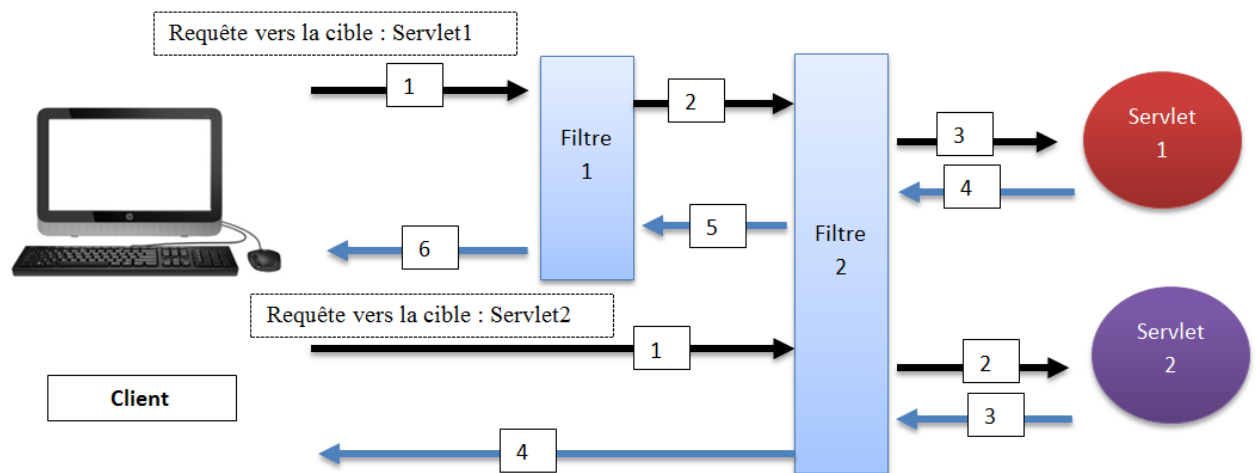 Requête vers la cible : Servlet1
1
2
Filtre
1
3
Servlet
1
4
5
6
Filtre
2
Requête vers la cible : Servlet2
1
2
Servlet
2
3
4
Client